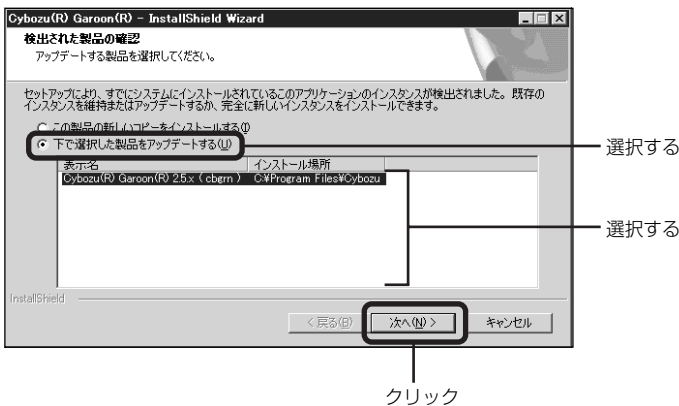 Cybozu(R) Garoon(R) - InstallShield Wizard
検出された製品の確認
アップデートする製品を選択してください。
セットアップにより、すでにシステムにインストールされているこのアプリケーションのインスタンスが検出されました。既存の
インスタンスを維持またはアップデートするか、完全に新しいインスタンスをインストールできます。
この製品の新しいコピーをインストールする(I)
下で選択した製品をアップデートする(U)
選択する
表示名 インストール場所
Cybozu(R) Garoon(R) 2.5.x ( cbgrn ) C:¥Program Files¥Cybozu
選択する
InstallShield
< 戻る(B) 次へ(N) > キャンセル
クリック